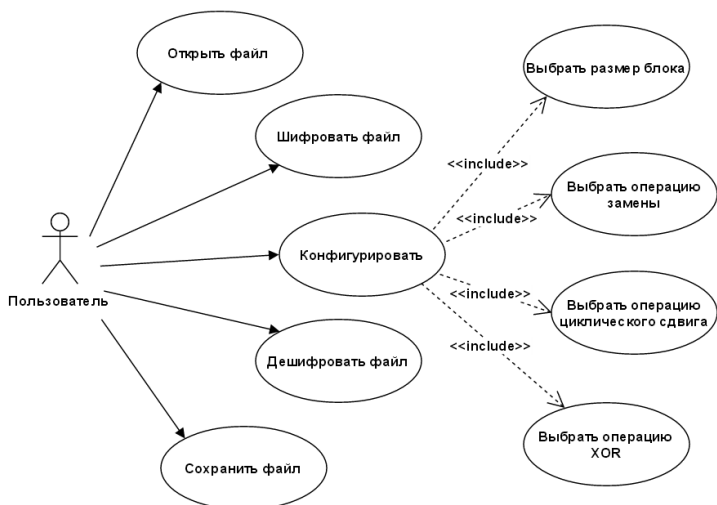 Открыть файл
Шифровать файл
Конфигурировать
Дешифровать файл
Сохранить файл
Пользователь
<<include>>
<<include>>
<<include>>
<<include>>
Выбрать размер блока
Выбрать операцию
замены
Выбрать операцию
циклического сдвига
Выбрать операцию
XOR